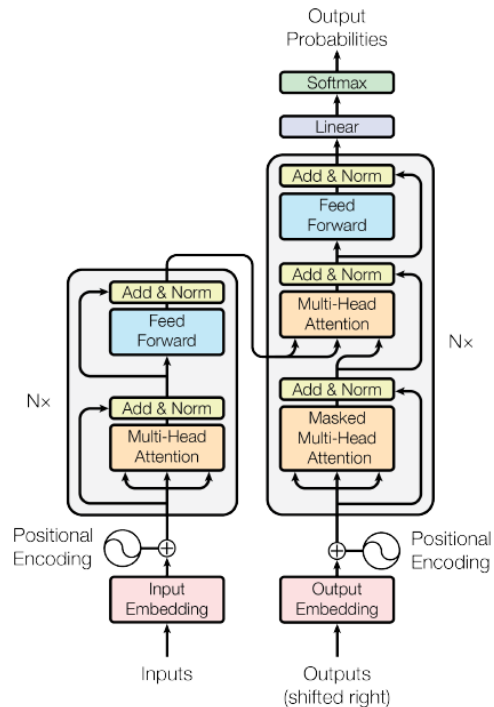 Output
Probabilities
Softmax
Linear
Add & Norm
Feed
Forward
Add & Norm
Multi-Head
Attention
Nx
Add & Norm
Masked
Multi-Head
Attention
Add & Norm
Feed
Forward
Nx
Add & Norm
Multi-Head
Attention
Positional
Encoding
Positional
Encoding
Input
Embedding
Output
Embedding
Inputs
Outputs
(shifted right)